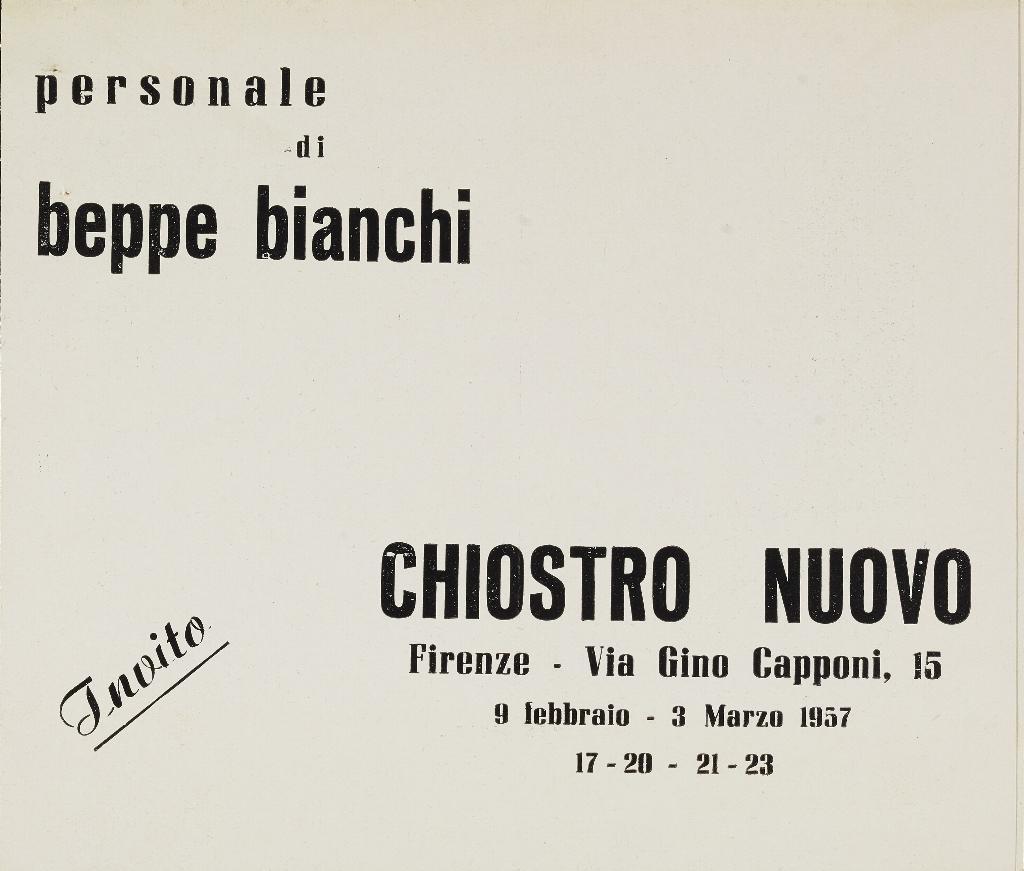 personale
di
beppe bianchi
CHIOSTRO NUOVO
Firenze - Via Gino Capponi, 15
9 febbraio - 3 Marzo 1957
17 - 20 - 21 - 23
Invito